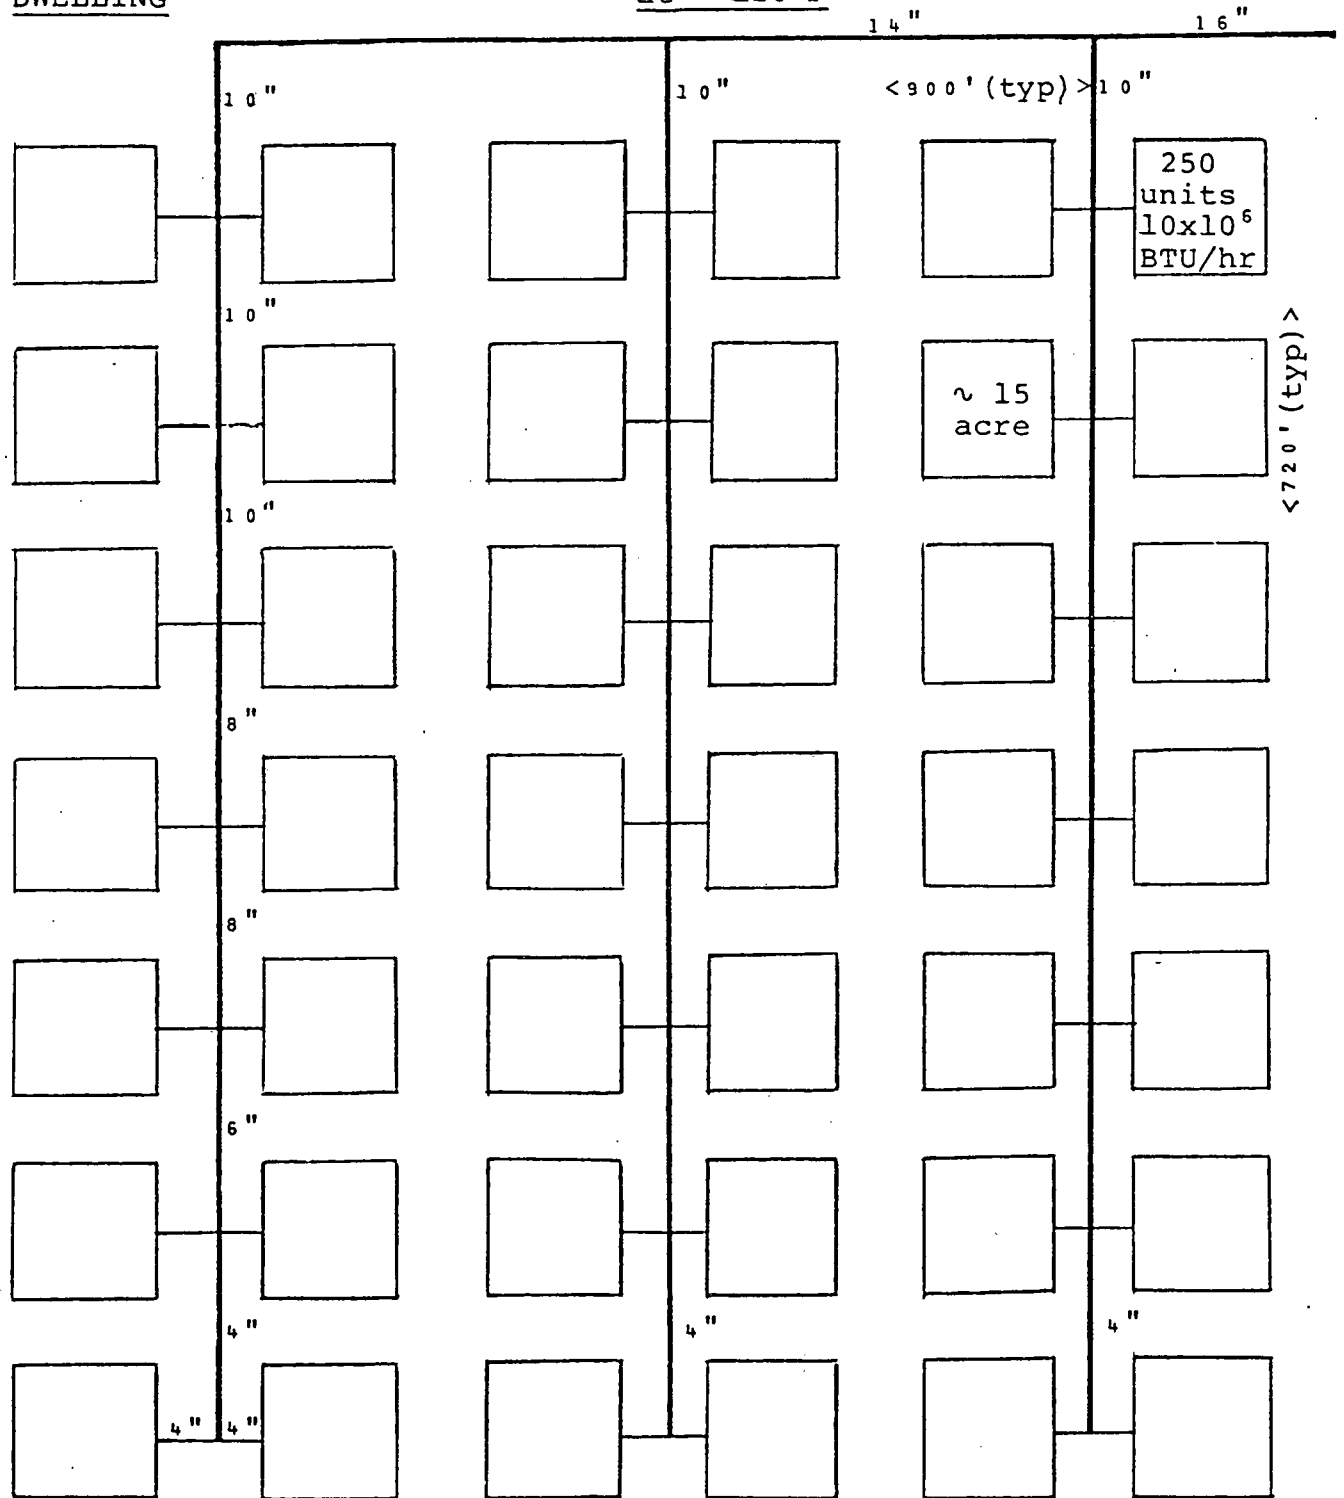 DWELLING
14" 16"
10" 10" <900'(typ)>10"
250
units
10x10⁶
BTU/hr
10"
<720'(typ)>
~ 15
acre
10"
8"
8"
6"
4" 4" 4"
4" 4"